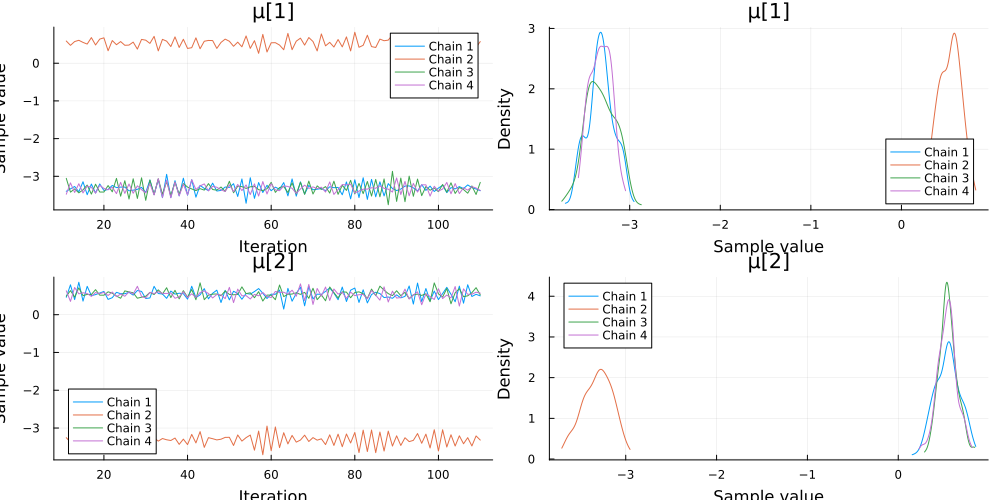 μ[1]
Chain 1
Chain 2
Chain 3
Chain 4
0
−1
−2
−3
20
40
60
80
100
Iteration
μ[1]
Density
3
2
1
0
Chain 1
Chain 2
Chain 3
Chain 4
−3
−2
−1
0
Sample value
μ[2]
0
−1
−2
−3
Chain 1
Chain 2
Chain 3
Chain 4
20
40
60
80
100
Iteration
μ[2]
Density
4
3
2
1
0
Chain 1
Chain 2
Chain 3
Chain 4
−3
−2
−1
0
Sample value